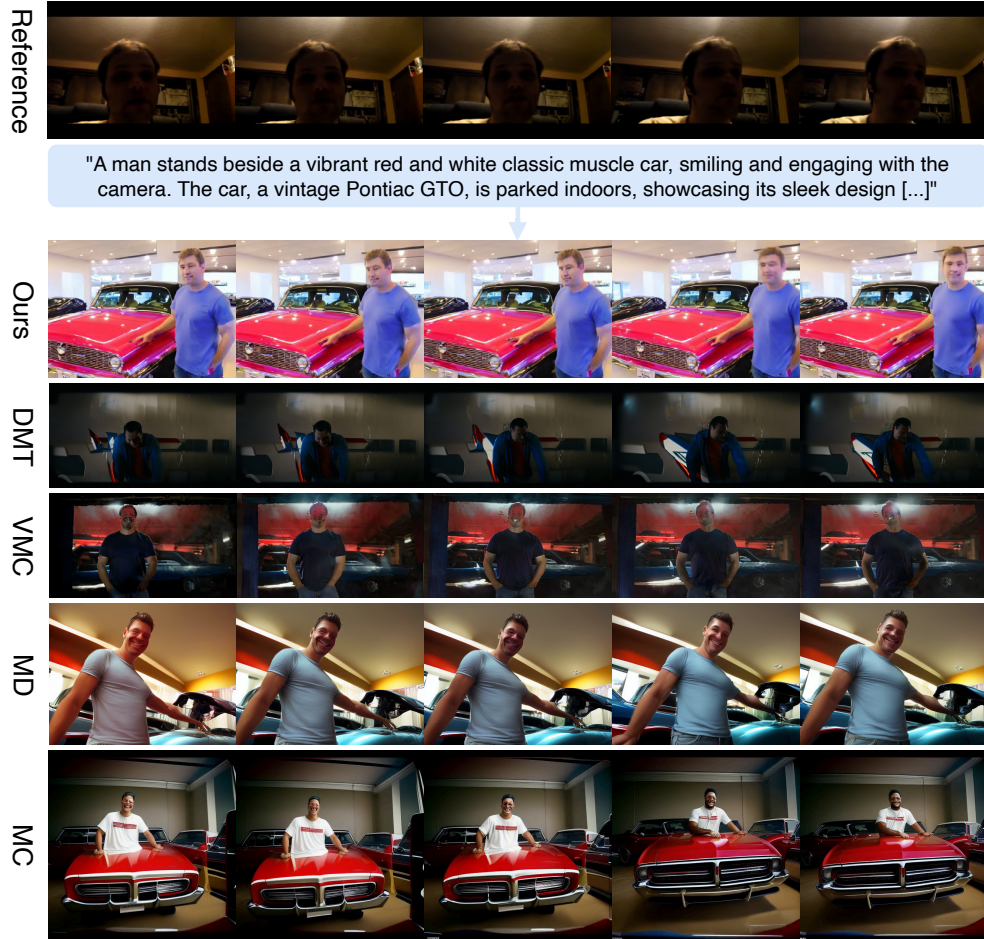 Reference
"A man stands beside a vibrant red and white classic muscle car, smiling and engaging with the
camera. The car, a vintage Pontiac GTO, is parked indoors, showcasing its sleek design [...]"
Ours
DMT
VMC
MD
MC